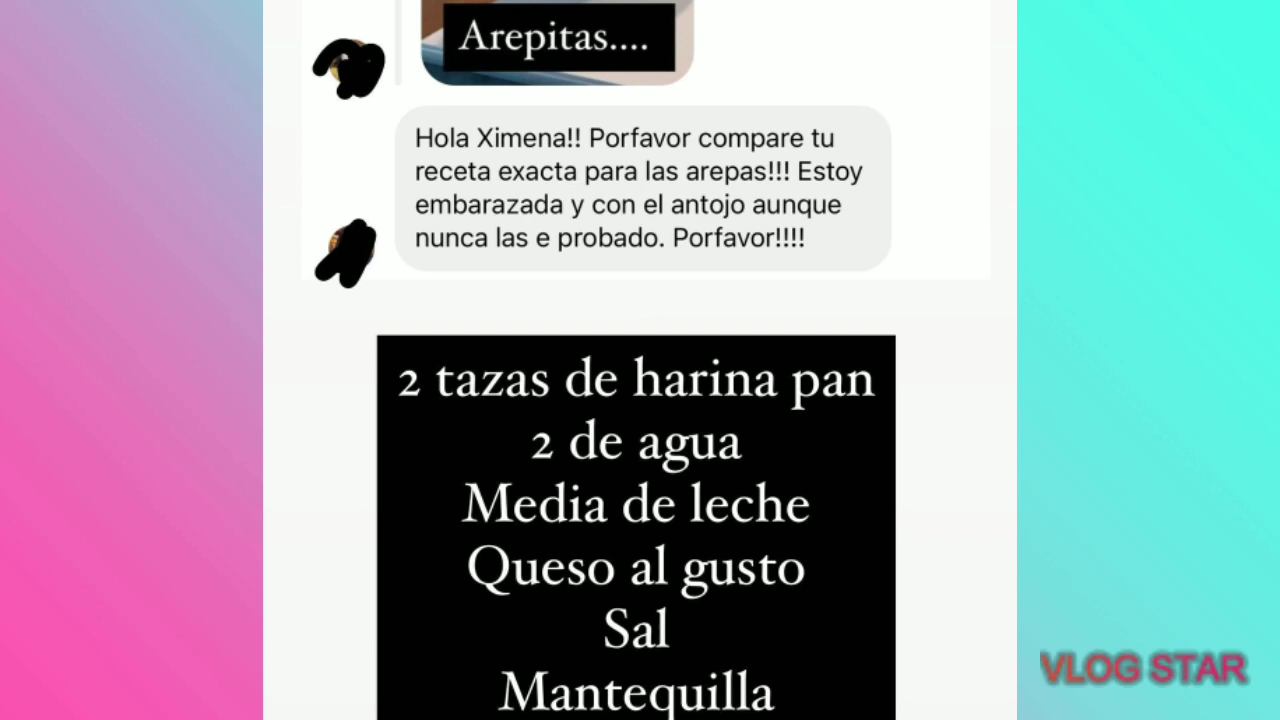 Arepitas....
Hola Ximena!! Porfavor compare tu
receta exacta para las arepas!!! Estoy
embarazada y con el antojo aunque
nunca las e probado. Porfavor!!!!
2 tazas de harina pan
2 de agua
Media de leche
Queso al gusto
Sal
Mantequilla
VLOG STAR